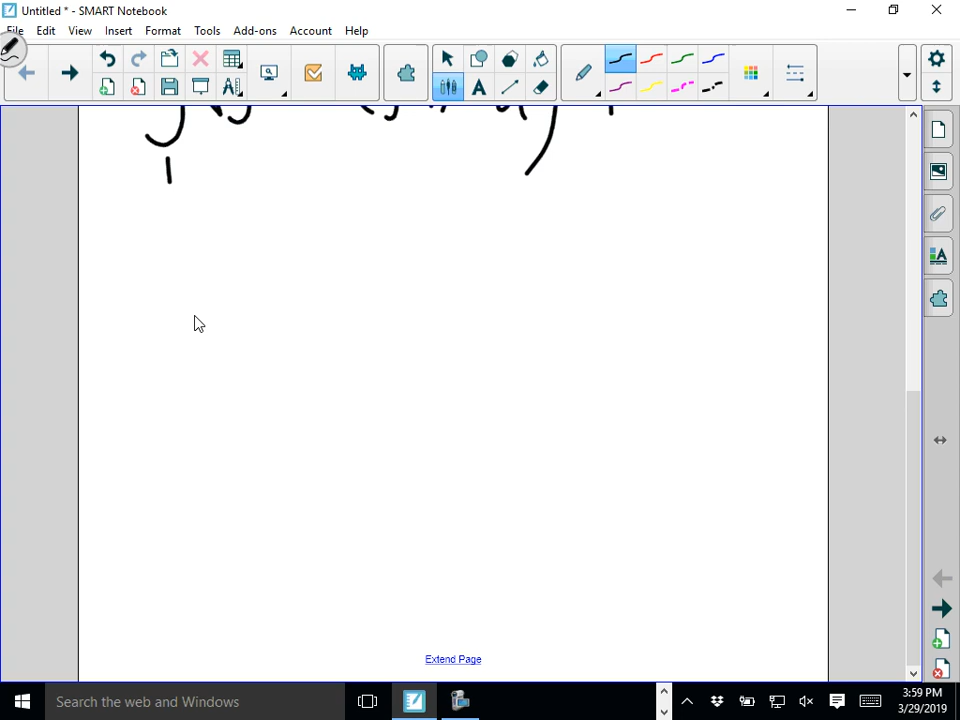 Untitled * - SMART Notebook
File Edit View Insert Format Tools Add-ons Account Help
Extend Page
Search the web and Windows
3:59 PM
3/29/2019